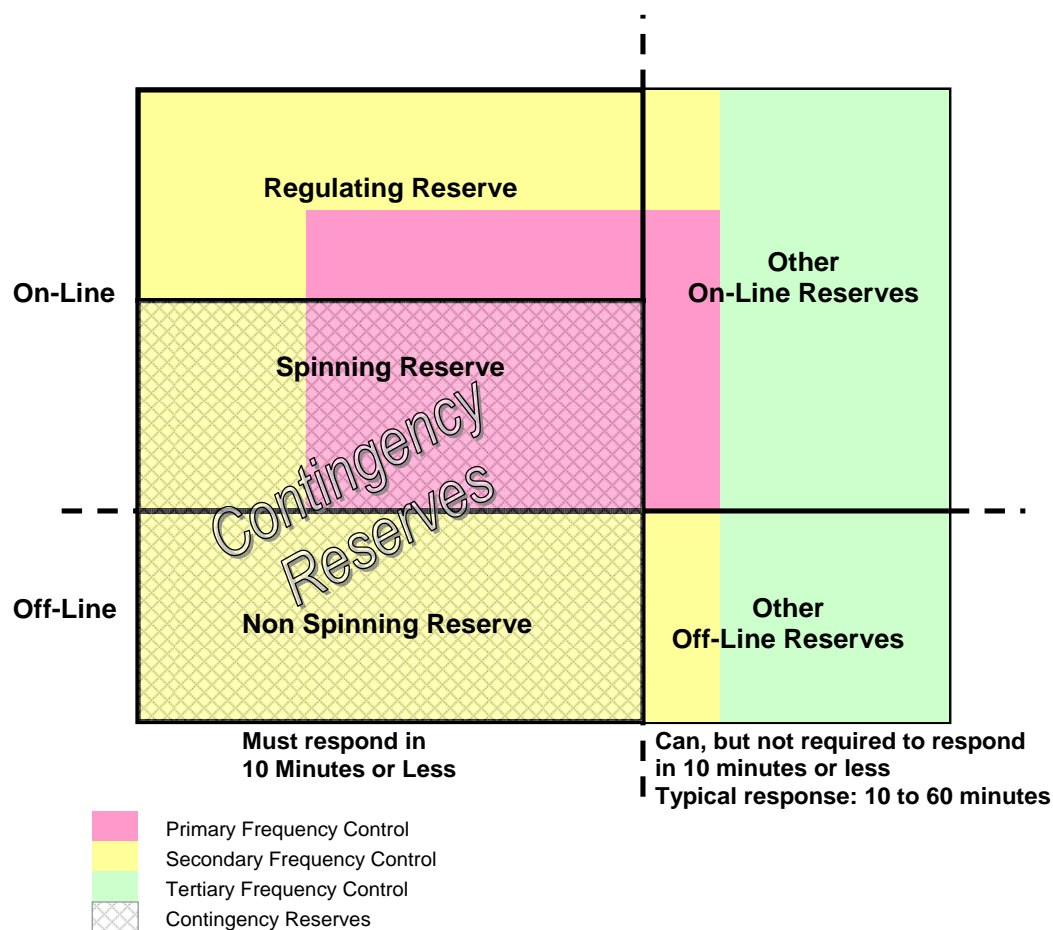 Regulating Reserve
Other
On-Line Reserves
On-Line
Spinning Reserve
Contingency
Reserves
Off-Line
Non Spinning Reserve
Other
Off-Line Reserves
Must respond in
10 Minutes or Less
Can, but not required to respond
in 10 minutes or less
Typical response: 10 to 60 minutes
Primary Frequency Control
Secondary Frequency Control
Tertiary Frequency Control
Contingency Reserves